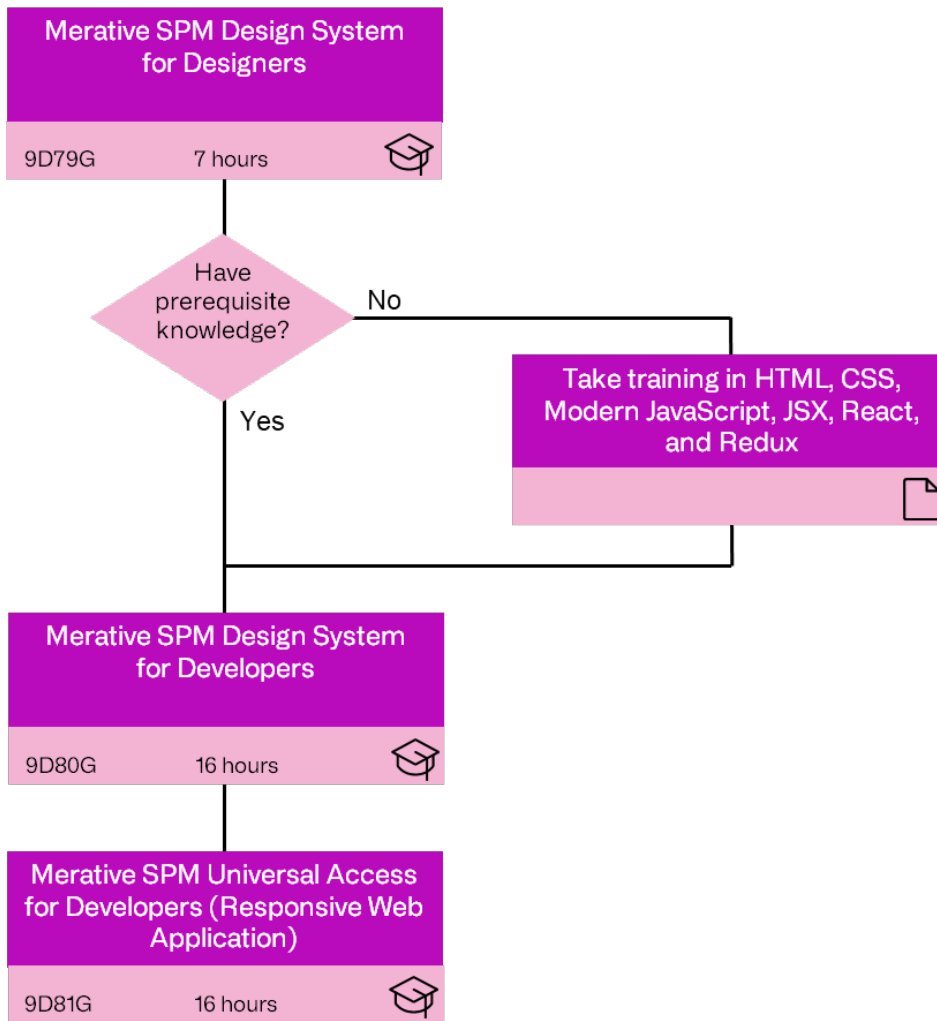 Merative SPM Design System
for Designers
9D79G 7 hours
Have
prerequisite
knowledge?
No
Yes
Take training in HTML, CSS,
Modern JavaScript, JSX, React,
and Redux
Merative SPM Design System
for Developers
9D80G 16 hours
Merative SPM Universal Access
for Developers (Responsive Web
Application)
9D81G 16 hours